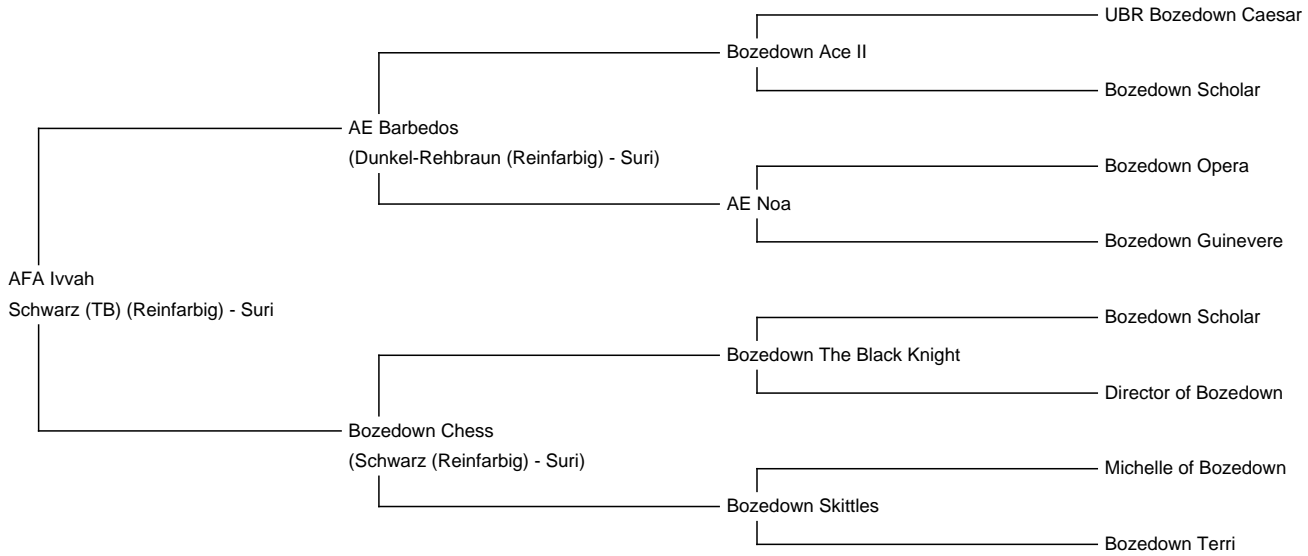 UBR Bozedown Caesar
Bozedown Ace II
Bozedown Scholar
AE Barbedos
(Dunkel-Rehbraun (Reinfarbig) - Suri)
Bozedown Opera
AE Noa
Bozedown Guinevere
AFA Ivvah
Schwarz (TB) (Reinfarbig) - Suri
Bozedown Scholar
Bozedown The Black Knight
Director of Bozedown
Bozedown Chess
(Schwarz (Reinfarbig) - Suri)
Michelle of Bozedown
Bozedown Skittles
Bozedown Terri